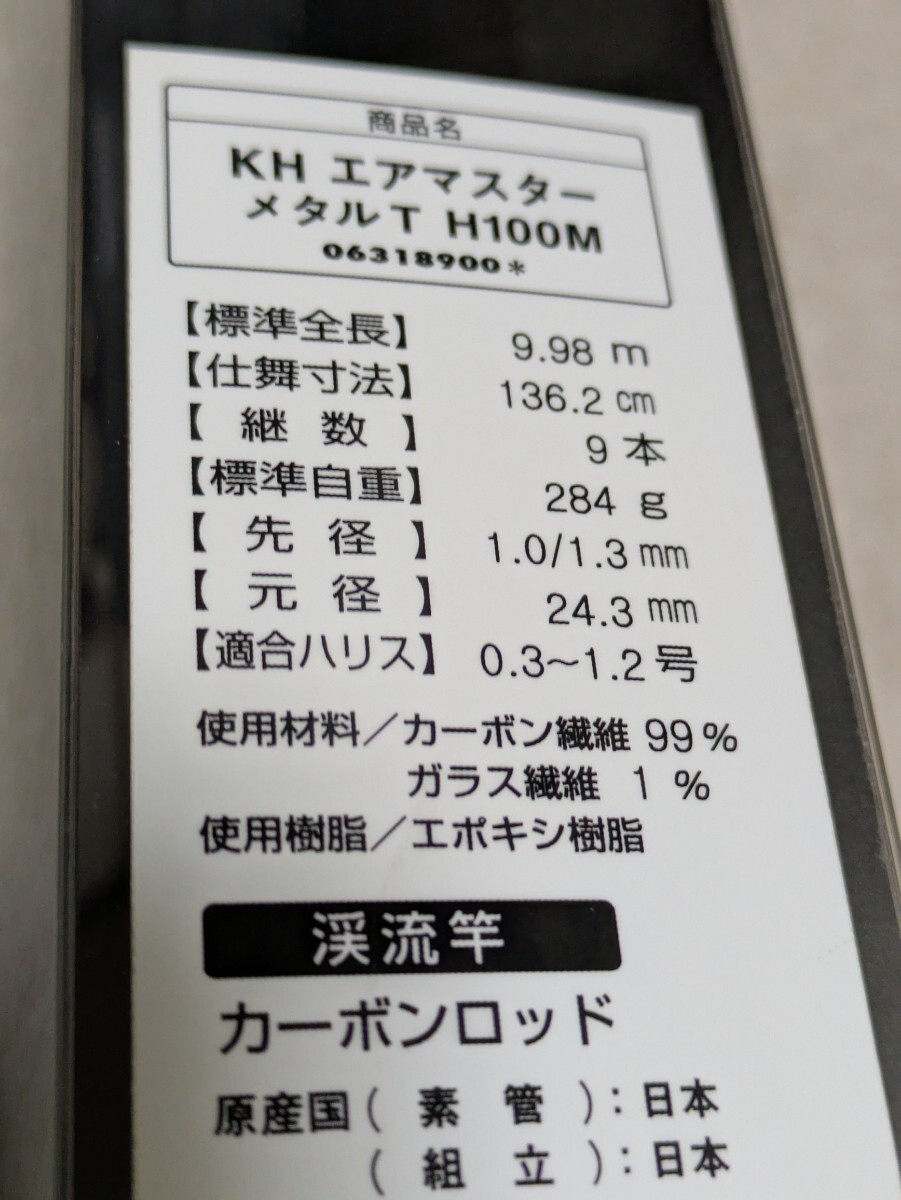 商品名
KH エアマスター
メタルT H100M
06318900*
【標準全長】 9.98 m
【仕舞寸法】 136.2 cm
【継数】 9 本
【標準自重】 284 g
【先径】 1.0/1.3 mm
【元径】 24.3 mm
【適合ハリス】 0.3~1.2 号
使用材料/カーボン繊維 99 %
ガラス繊維 1 %
使用樹脂/エポキシ樹脂
渓流竿
カーボンロッド
原産国(素管):日本
(組立):日本